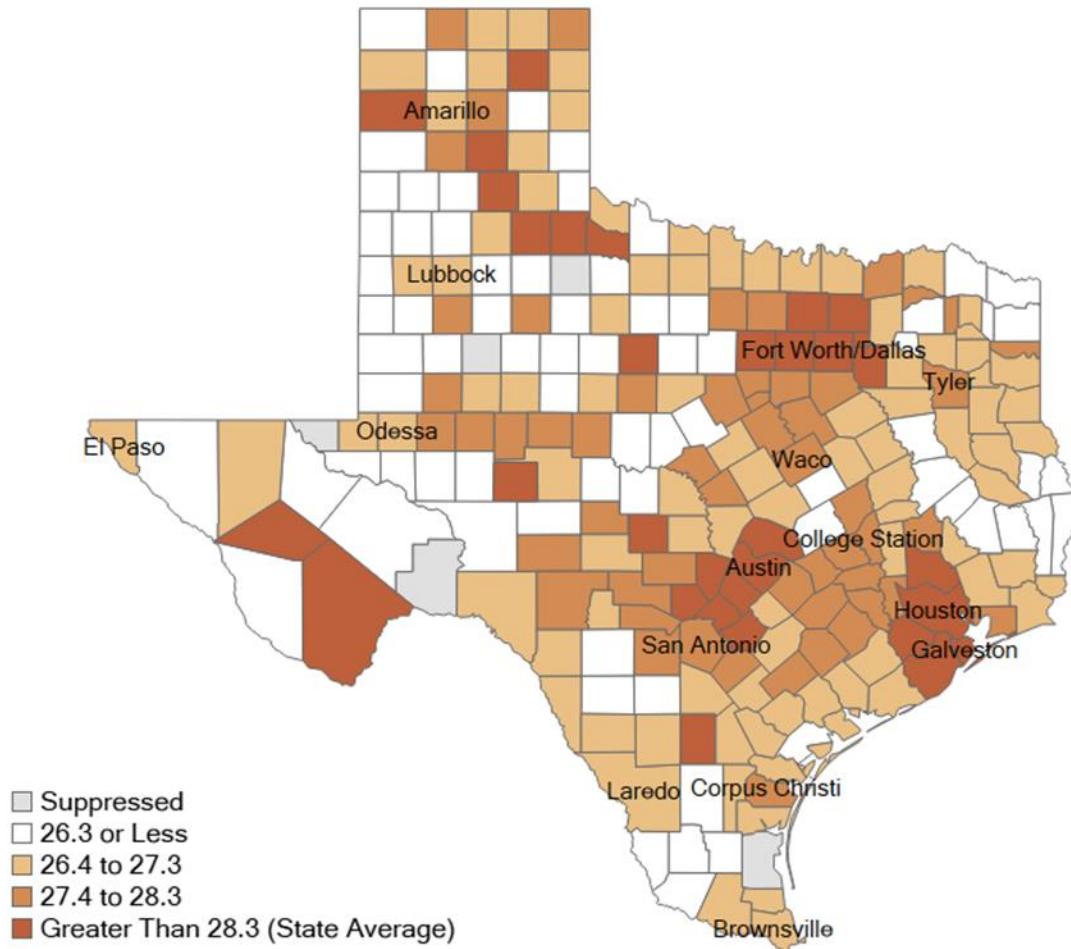 Amarillo
Lubbock
Fort Worth/Dallas
Tyler
El Paso
Odessa
Waco
College Station
Austin
Houston
San Antonio
Galveston
Laredo
Corpus Christi
Brownsville
Suppressed
26.3 or Less
26.4 to 27.3
27.4 to 28.3
Greater Than 28.3 (State Average)